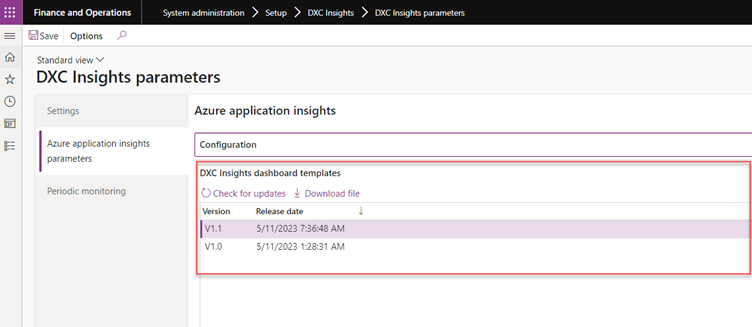 Finance and Operations System administration Setup DXC Insights DXC Insights parameters
Save Options
Standard view
DXC Insights parameters
Settings
Azure application insights parameters
Periodic monitoring
Azure application insights
Configuration
DXC Insights dashboard templates
Check for updates Download file
Version Release date
V1.1 5/11/2023 7:36:48 AM
V1.0 5/11/2023 1:28:31 AM